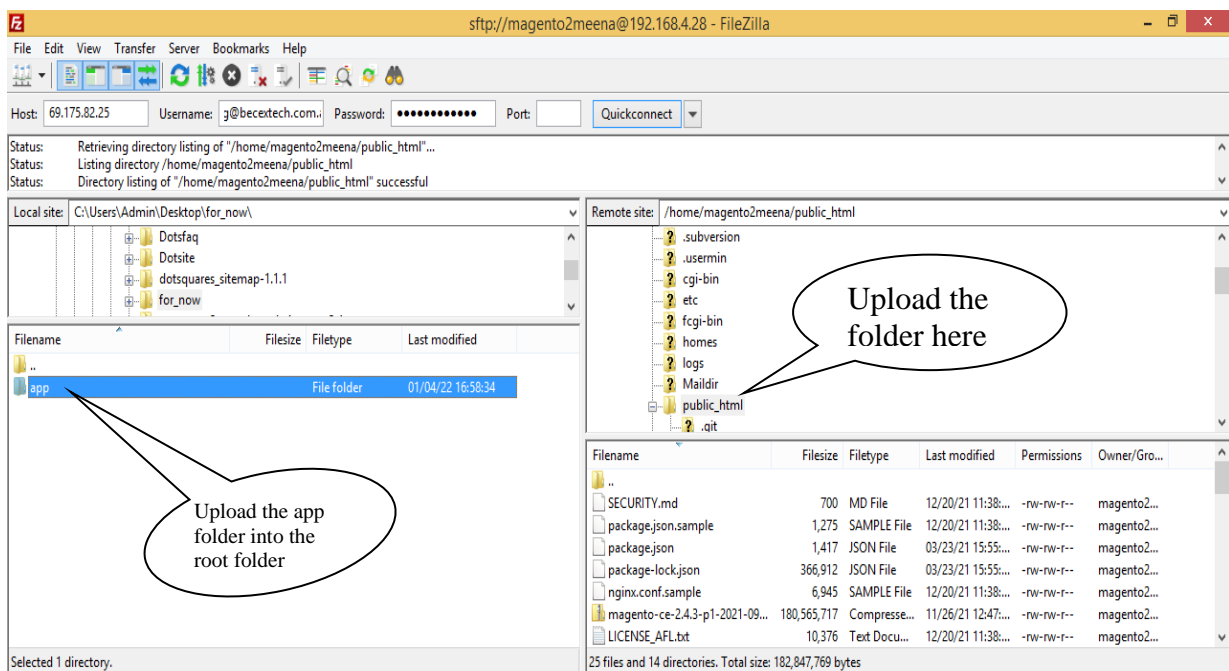 sftp://magento2meena@192.168.4.28 - FileZilla
File Edit View Transfer Server Bookmarks Help
Host: 69.175.82.25 Username: g@becextech.com. Password: ●●●●●●●●●●●● Port: Quickconnect
Status: Retrieving directory listing of "/home/magento2meena/public_html"...
Status: Listing directory /home/magento2meena/public_html
Status: Directory listing of "/home/magento2meena/public_html" successful
Local site: C:\Users\Admin\Desktop\for_now\
Dotsfaq
Dotsite
dotsquares_sitemap-1.1.1
for_now
Filename Filesize Filetype Last modified
..
app File folder 01/04/22 16:58:34
Upload the app
folder into the
root folder
Selected 1 directory.
Remote site: /home/magento2meena/public_html
.subversion
.usermin
cgi-bin
etc
fcgi-bin
homes
logs
Maildir
public_html
.git
Upload the
folder here
Filename Filesize Filetype Last modified Permissions Owner/Gro...
..
SECURITY.md 700 MD File 12/20/21 11:38:... -rw-rw-r-- magento2...
package.json.sample 1,275 SAMPLE File 12/20/21 11:38:... -rw-rw-r-- magento2...
package.json 1,417 JSON File 03/23/21 15:55:... -rw-rw-r-- magento2...
package-lock.json 366,912 JSON File 03/23/21 15:55:... -rw-rw-r-- magento2...
nginx.conf.sample 6,945 SAMPLE File 12/20/21 11:38:... -rw-rw-r-- magento2...
magento-ce-2.4.3-p1-2021-09... 180,565,717 Compresse... 11/26/21 12:47:... -rw-rw-r-- magento2...
LICENSE_AFL.txt 10,376 Text Docu... 12/20/21 11:38:... -rw-rw-r-- magento2...
25 files and 14 directories. Total size: 182,847,769 bytes